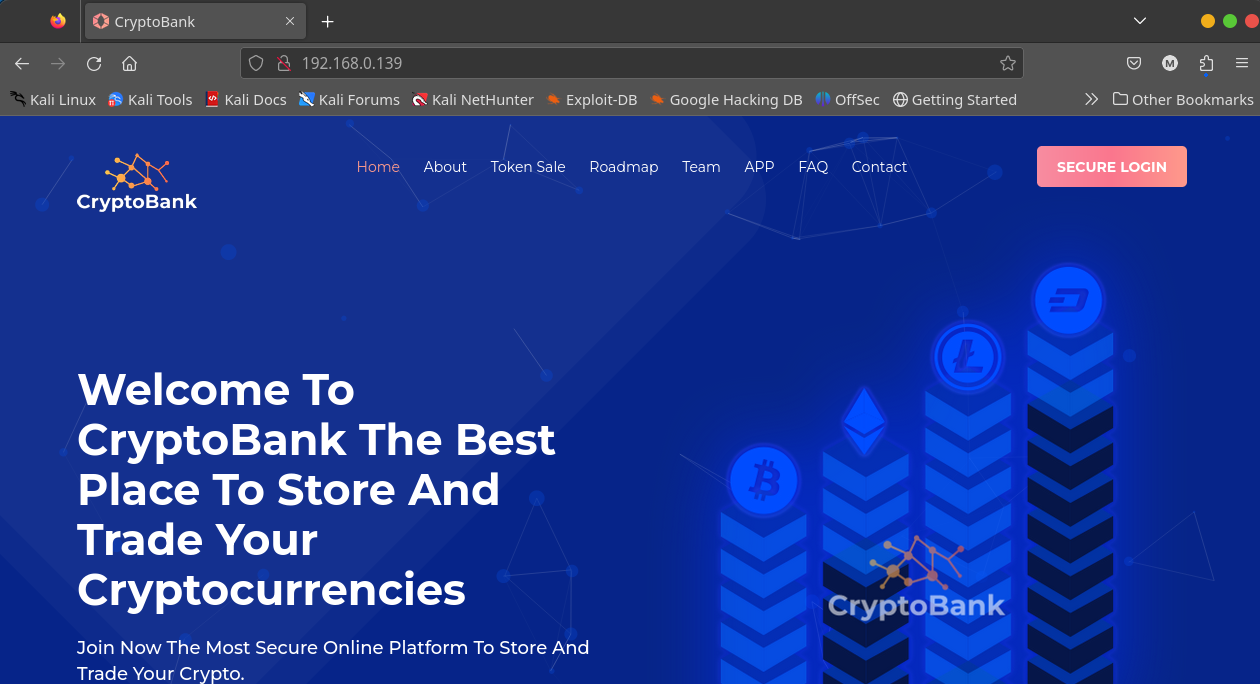 CryptoBank
192.168.0.139
M
Kali Linux Kali Tools Kali Docs Kali Forums Kali NetHunter Exploit-DB Google Hacking DB OffSec Getting Started Other Bookmarks
CryptoBank
Home About Token Sale Roadmap Team APP FAQ Contact SECURE LOGIN
Welcome To
CryptoBank The Best
Place To Store And
Trade Your
Cryptocurrencies
Join Now The Most Secure Online Platform To Store And
Trade Your Crypto.
CryptoBank